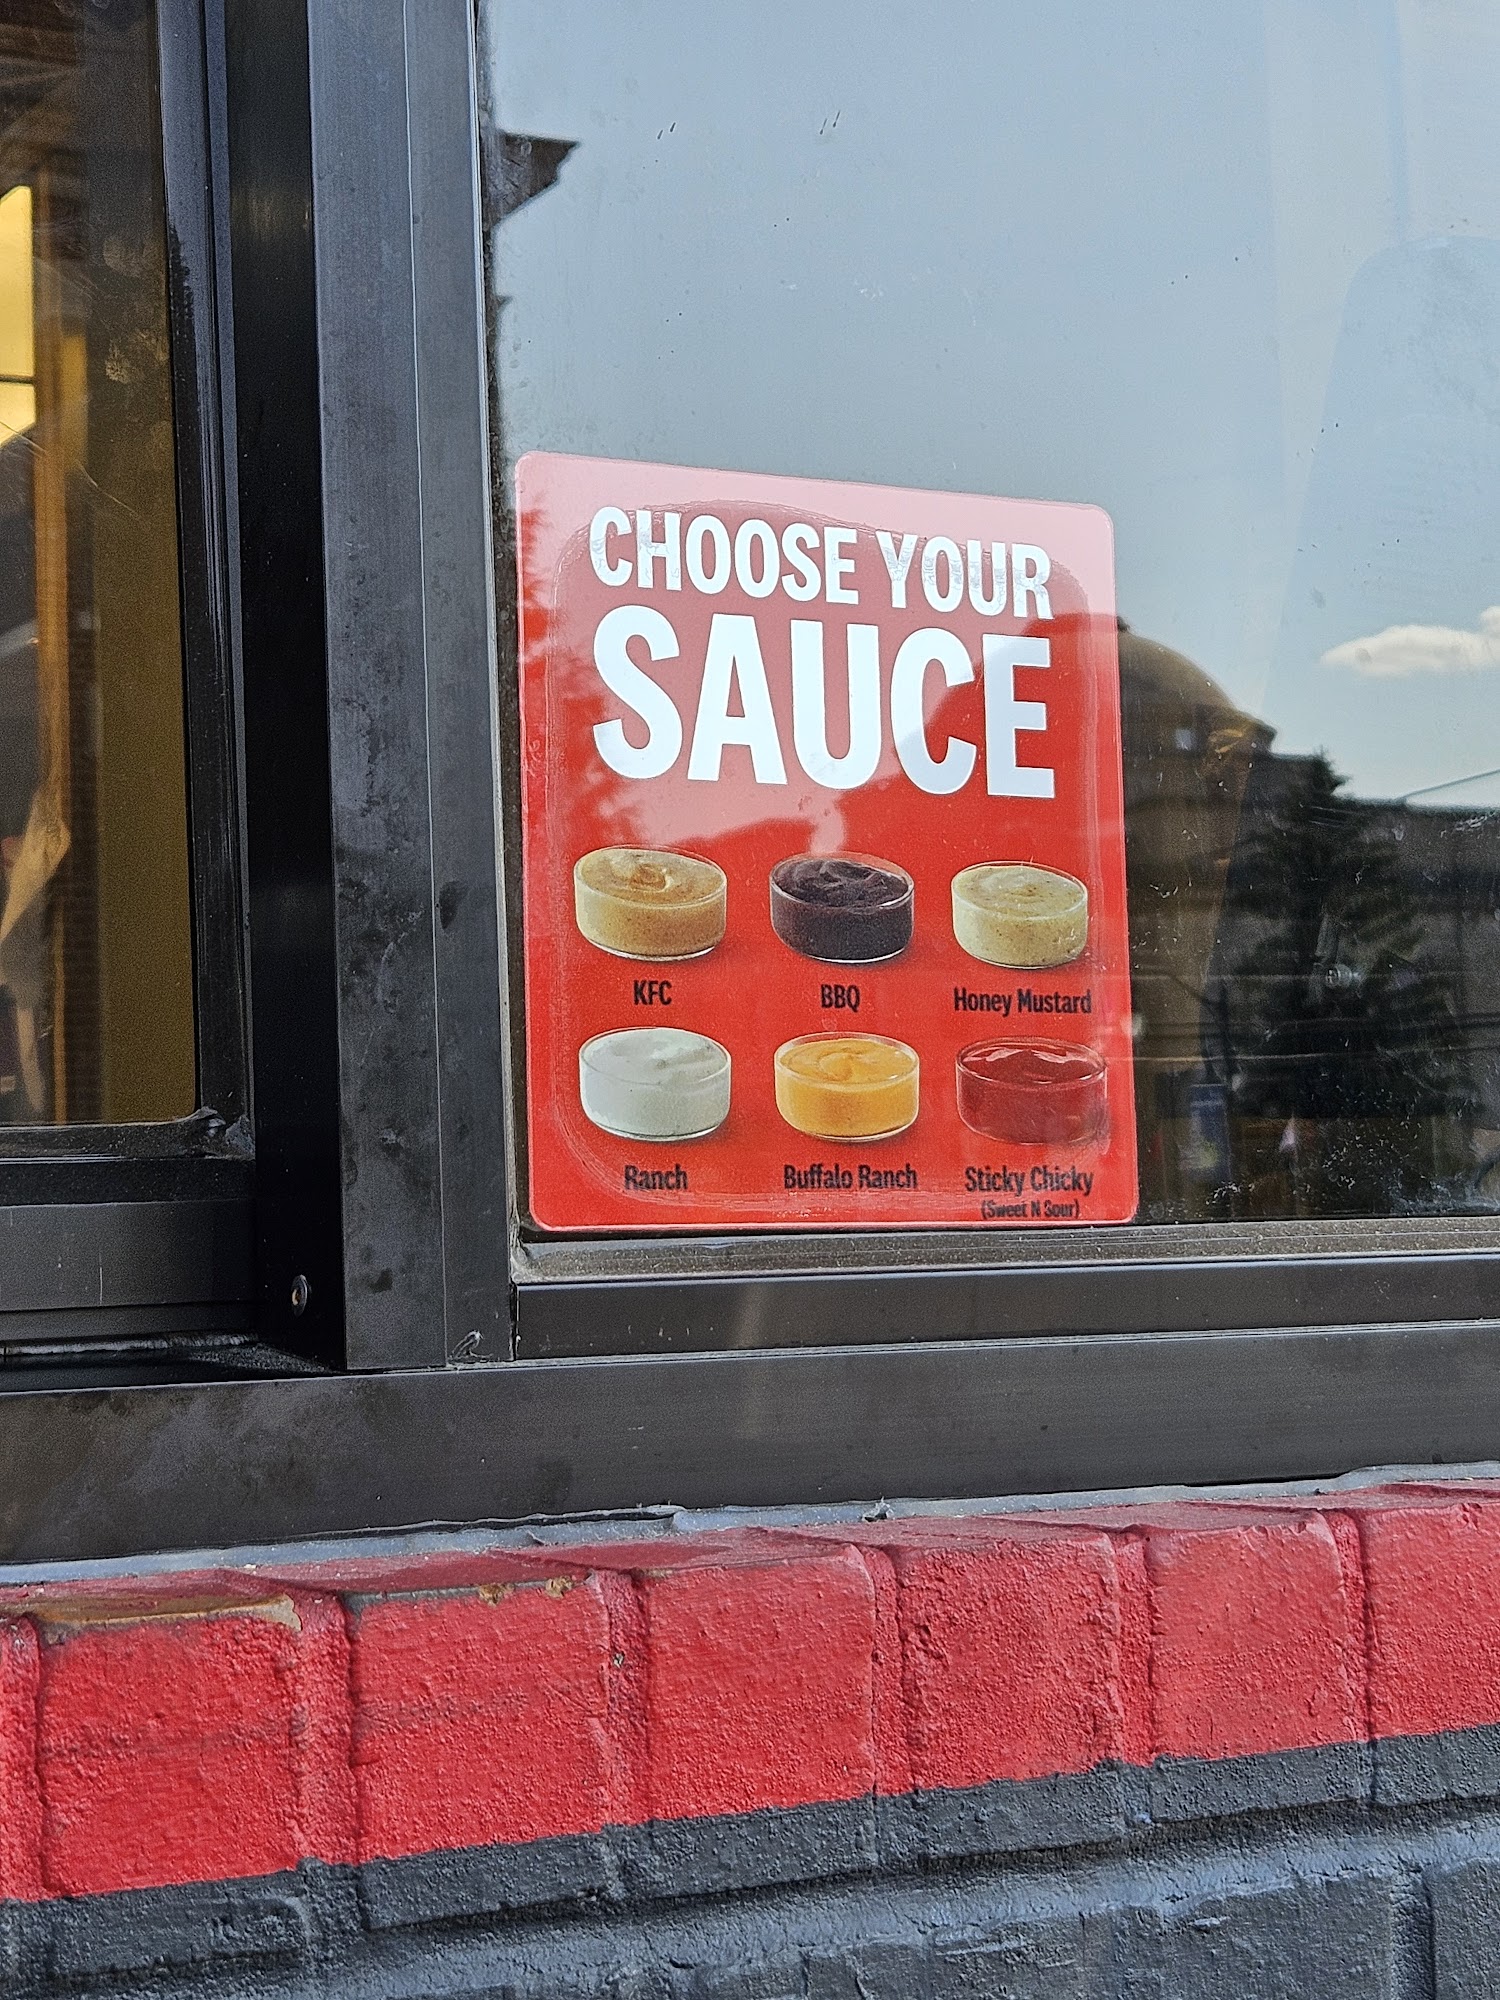 CHOOSE YOUR
SAUCE
KFC BBQ Honey Mustard
Ranch Buffalo Ranch Sticky Chicky
(Sweet N Sour)